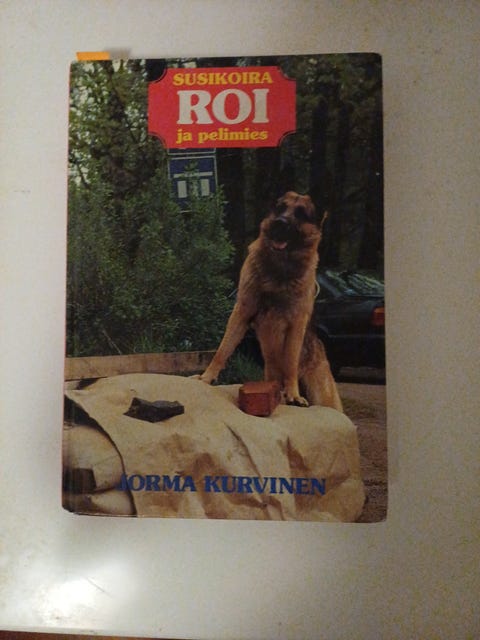 SUSIKOIRA
ROI
ja pelimies
JORMA KURVINEN